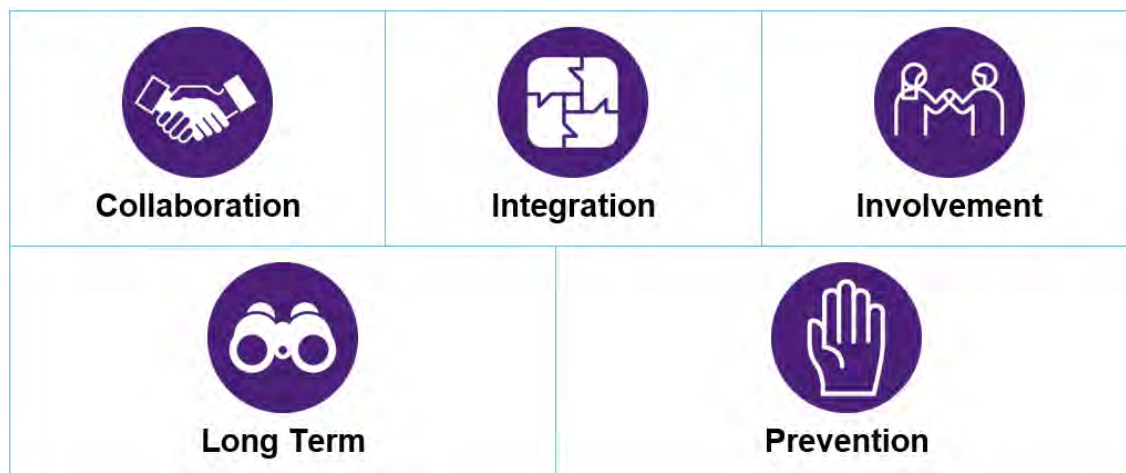 Collaboration
Integration
Involvement
Long Term
Prevention